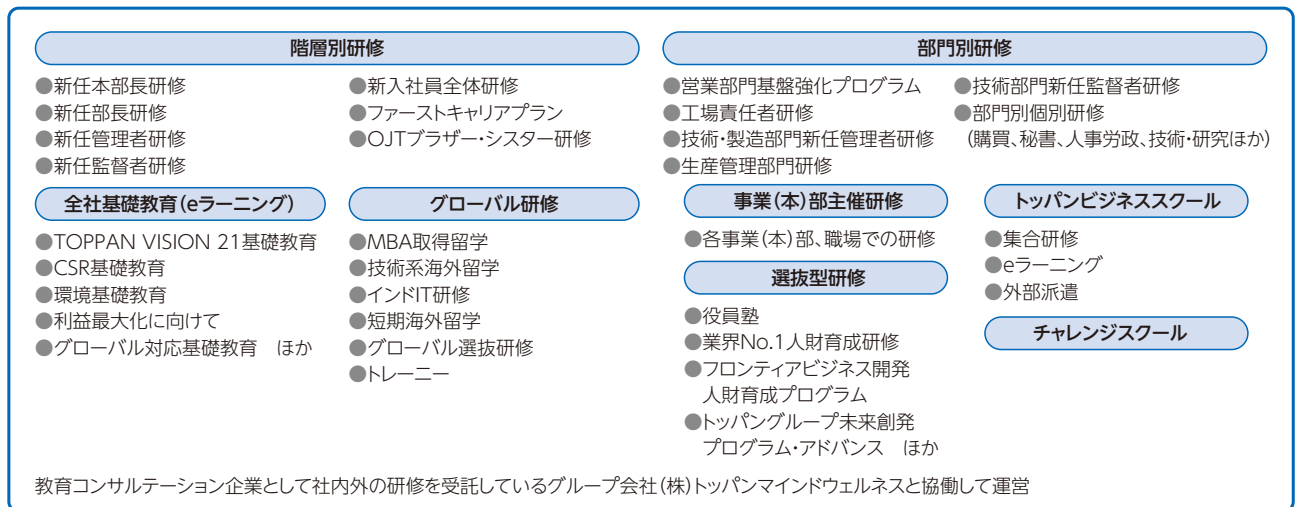 階層別研修
●新任本部長研修
●新任部長研修
●新任管理者研修
●新任監督者研修
●新入社員全体研修
●ファーストキャリアプラン
●OJTブラザー・シスター研修
部門別研修
●営業部門基盤強化プログラム
●工場責任者研修
●技術・製造部門新任管理者研修
●生産管理部門研修
●技術部門新任監督者研修
●部門別個別研修
(購買、秘書、人事労政、技術・研究ほか)
全社基礎教育(eラーニング)
●TOPPAN VISION 21基礎教育
●CSR基礎教育
●環境基礎教育
●利益最大化に向けて
●グローバル対応基礎教育　ほか
グローバル研修
●MBA取得留学
●技術系海外留学
●インドIT研修
●短期海外留学
●グローバル選抜研修
●トレーニー
事業(本)部主催研修
●各事業(本)部、職場での研修
選抜型研修
●役員塾
●業界No.1人財育成研修
●フロンティアビジネス開発
人財育成プログラム
●トッパングループ未来創発
プログラム・アドバンス　ほか
トッパンビジネススクール
●集合研修
●eラーニング
●外部派遣
チャレンジスクール
教育コンサルテーション企業として社内外の研修を受託しているグループ会社(株)トッパンマインドウェルネスと協働して運営